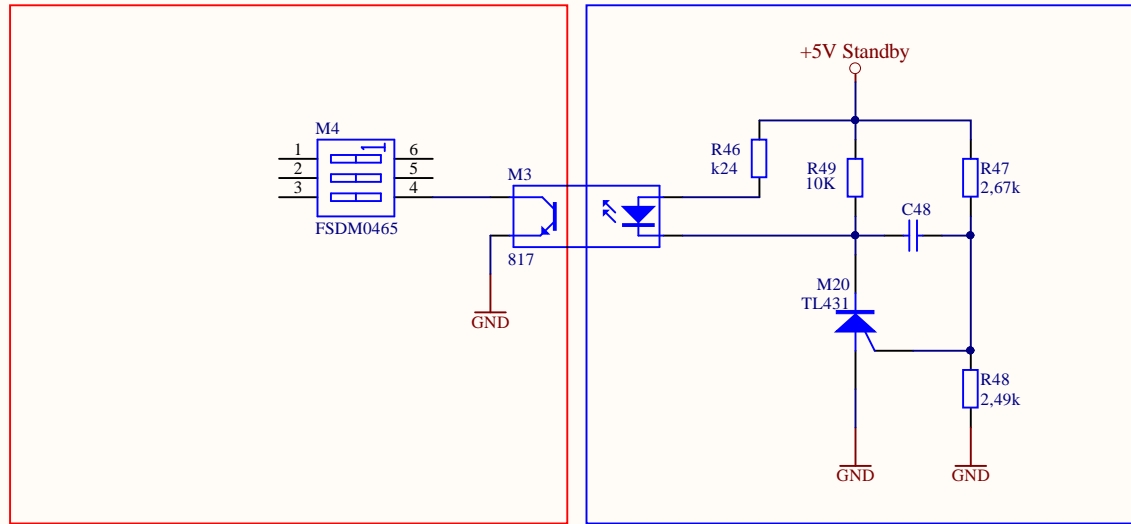 +5V Standby
M4
1
2
3
6
5
4
FSDM0465
M3
817
GND
R46
k24
R49
10K
R47
2,67k
C48
M20
TL431
R48
2,49k
GND
GND